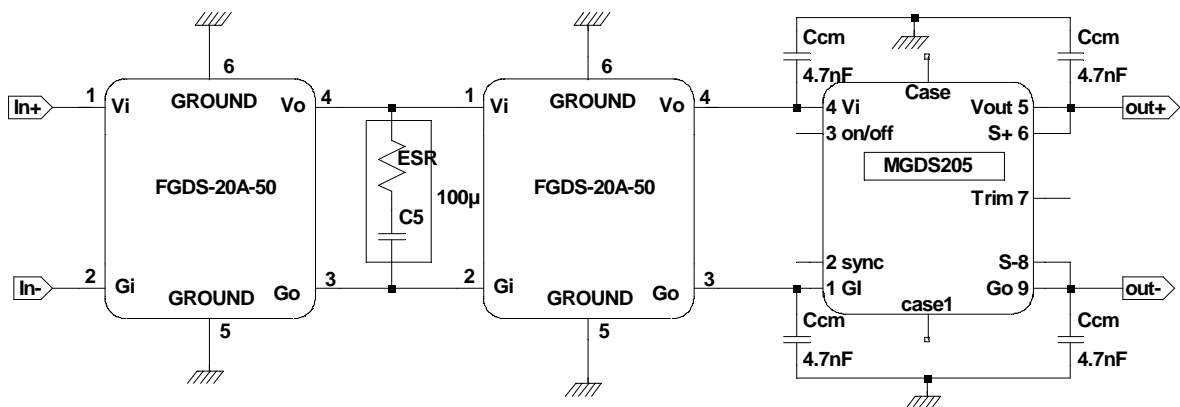 In+
1
Vi
6
GROUND
Vo
4
FGDS-20A-50
In-
2
Gi
GROUND
5
Go
3
ESR
C5
100µ
1
Vi
6
GROUND
Vo
4
FGDS-20A-50
2
Gi
GROUND
5
Go
3
Ccm
4.7nF
Ccm
4.7nF
Case
4 Vi
Vout 5
out+
3 on/off
S+ 6
MGDS205
Trim 7
2 sync
S-8
1 GI
Go 9
out-
case1
Ccm
4.7nF
Ccm
4.7nF